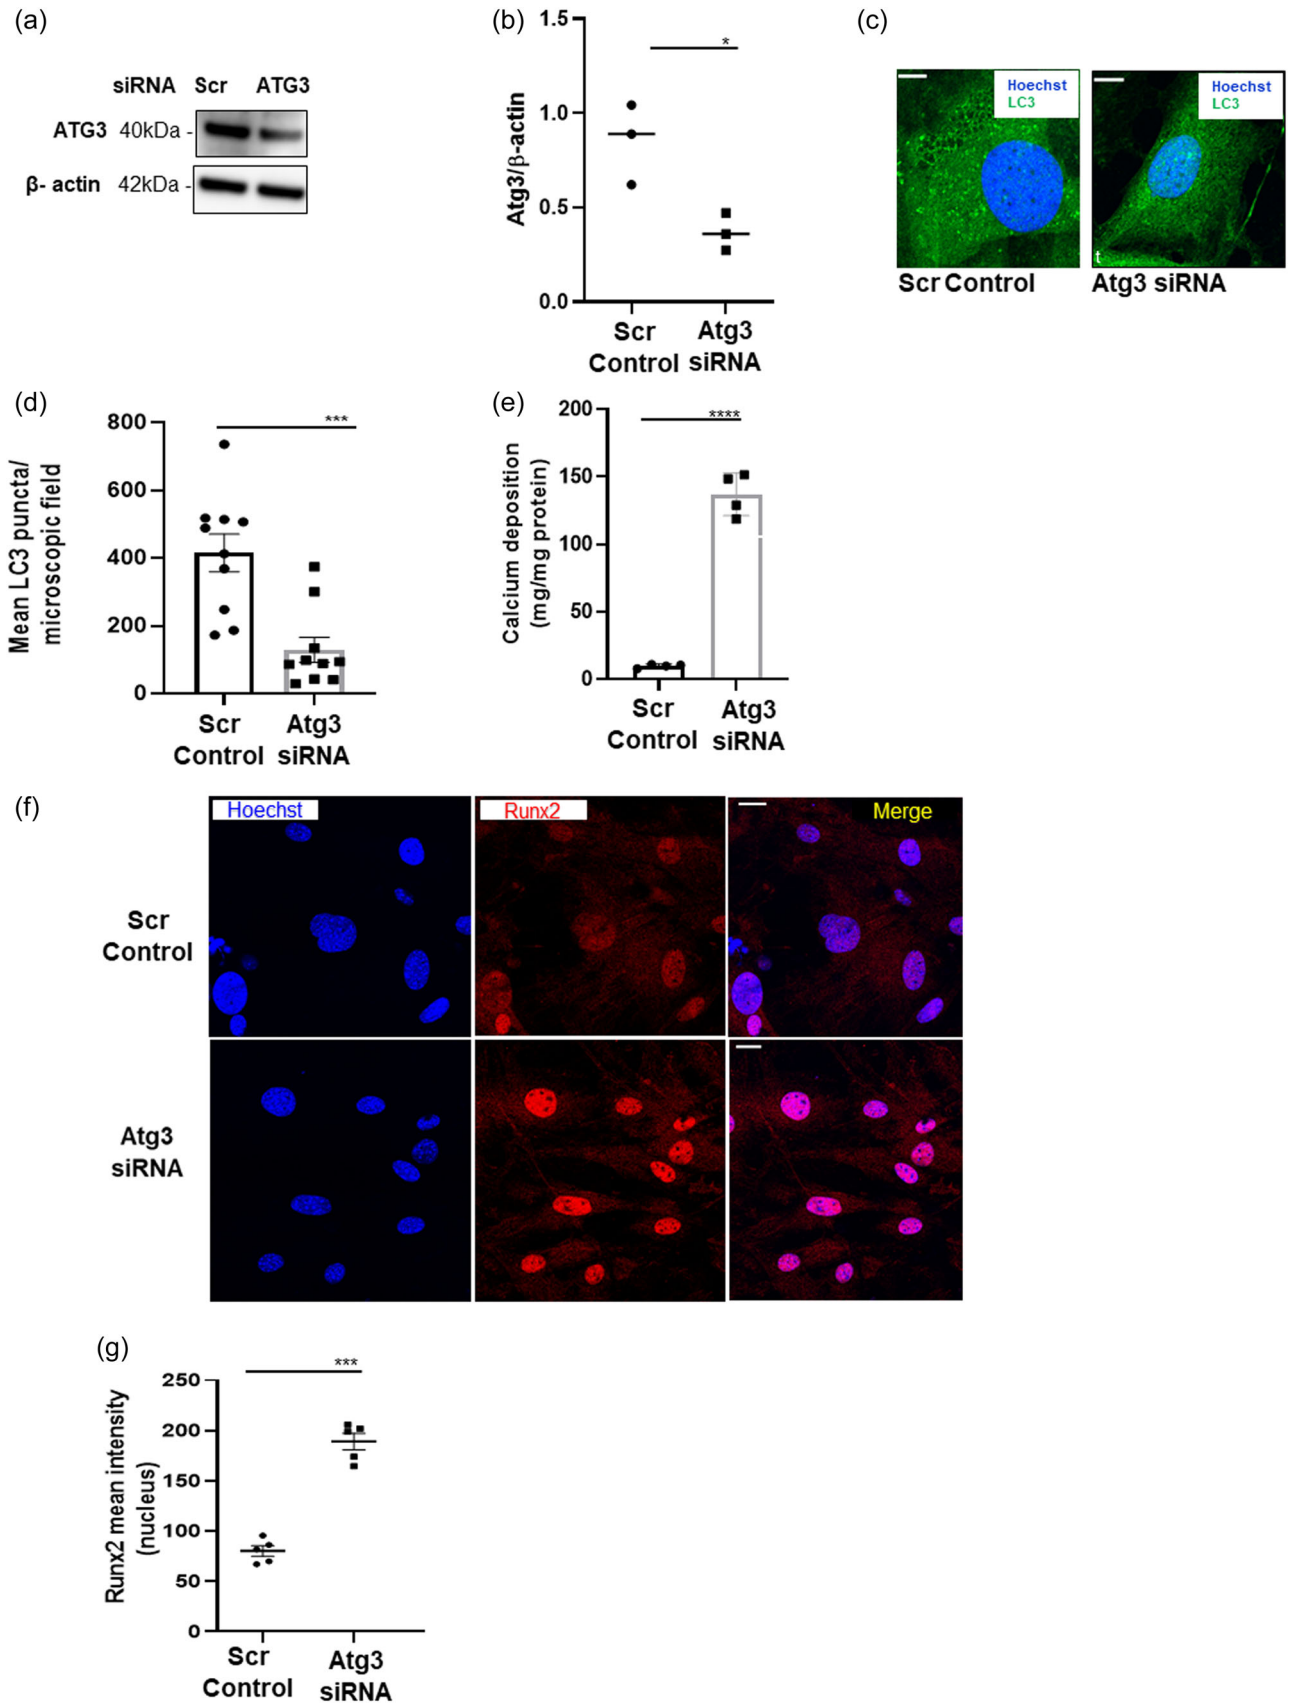 (a)
siRNA Scr ATG3
ATG3 40kDa -
β- actin 42kDa -
(b)
1.5
1.0
0.5
0.0
Atg3/β-actin
*
Scr
Control
Atg3
siRNA
(c)
Hoechst
LC3
Scr Control
Hoechst
LC3
t
Atg3 siRNA
(d)
800
600
400
200
0
Mean LC3 puncta/
microscopic field
***
Scr
Control
Atg3
siRNA
(e)
200
150
100
50
0
Calcium deposition
(mg/mg protein)
****
Scr
Control
Atg3
siRNA
(f)
Hoechst
Runx2
Merge
Scr
Control
Atg3
siRNA
(g)
250
200
150
100
50
0
Runx2 mean intensity
(nucleus)
***
Scr
Control
Atg3
siRNA